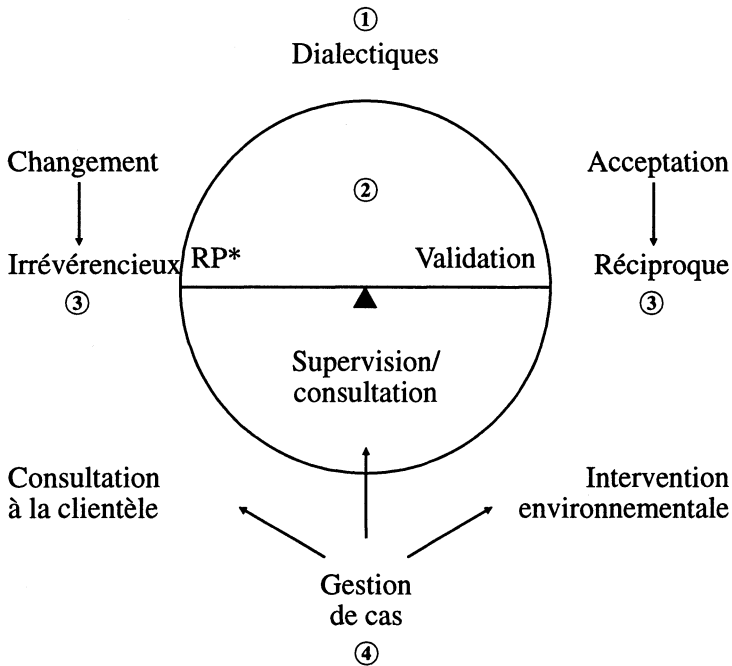 ①
Dialectiques
Changement
Acceptation
②
Irrévérencieux
RP*
Validation
Réciproque
③
③
Supervision/
consultation
Consultation
à la clientèle
Intervention
environnementale
Gestion
de cas
④